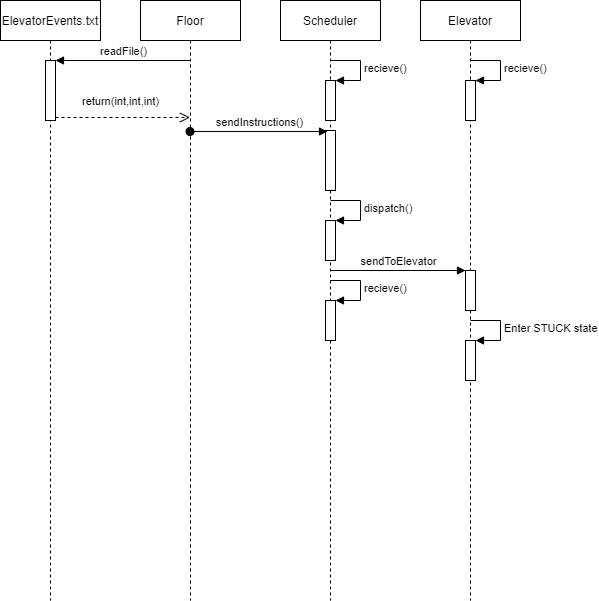 ElevatorEvents.txt
Floor
Scheduler
Elevator
readFile()
recieve()
recieve()
return(int,int,int)
sendInstructions()
dispatch()
sendToElevator
recieve()
Enter STUCK state